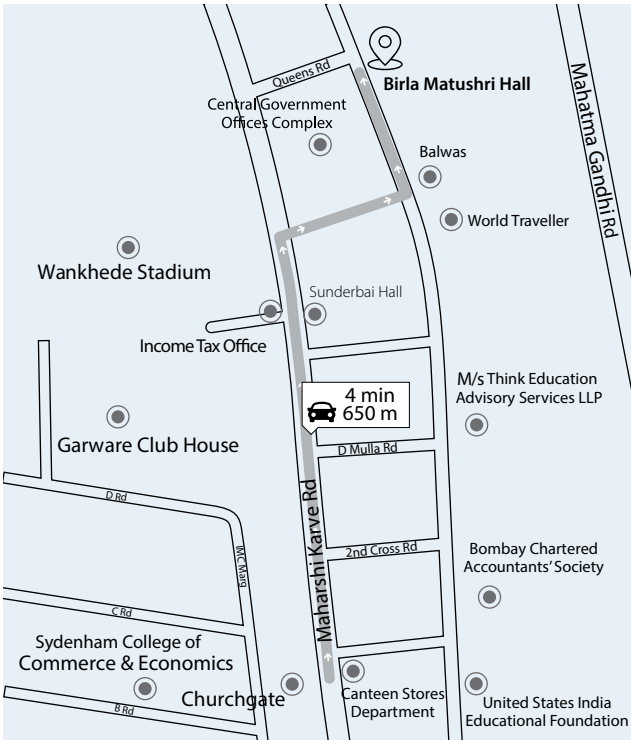 Queens Rd
Birla Matushri Hall
Central Government
Offices Complex
Mahatma Gandhi Rd
Balwas
World Traveller
Wankhede Stadium
Sunderbai Hall
Income Tax Office
4 min
650 m
M/s Think Education
Advisory Services LLP
Garware Club House
D Mulla Rd
D Rd
Maharshi Karve Rd
IMC Marg
2nd Cross Rd
Bombay Chartered
Accountants' Society
C Rd
Sydenham College of
Commerce & Economics
Churchgate
Canteen Stores
Department
B Rd
United States India
Educational Foundation